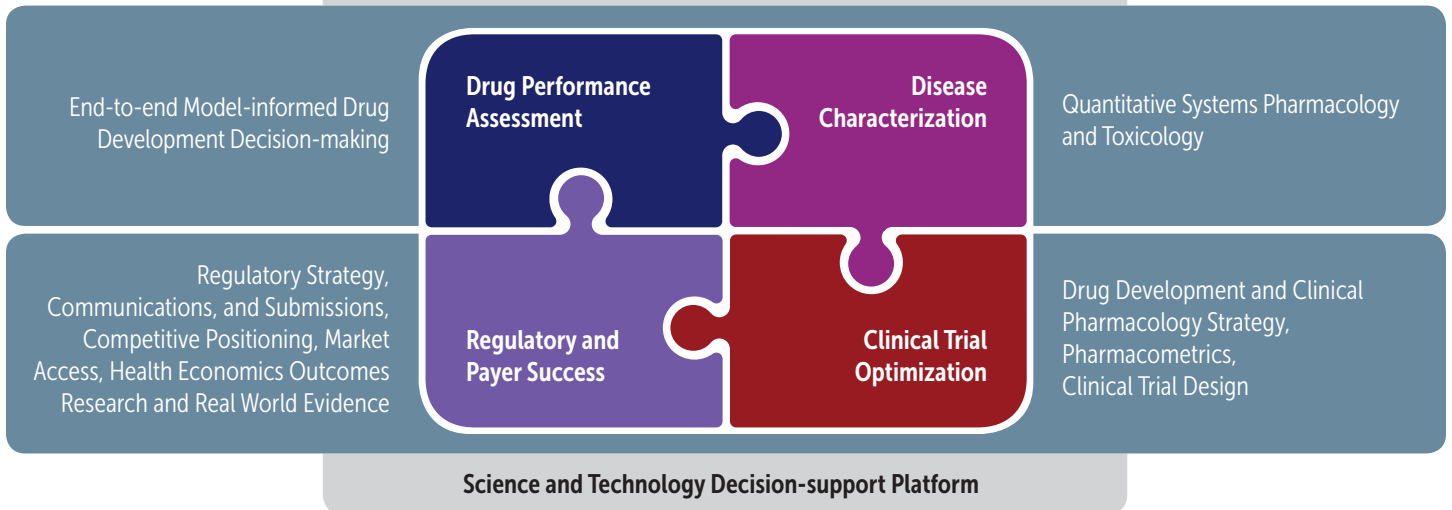 End-to-end Model-informed Drug
Development Decision-making
Drug Performance
Assessment
Disease
Characterization
Quantitative Systems Pharmacology
and Toxicology
Regulatory Strategy,
Communications, and Submissions,
Competitive Positioning, Market
Access, Health Economics Outcomes
Research and Real World Evidence
Regulatory and
Payer Success
Clinical Trial
Optimization
Drug Development and Clinical
Pharmacology Strategy,
Pharmacometrics,
Clinical Trial Design
Science and Technology Decision-support Platform